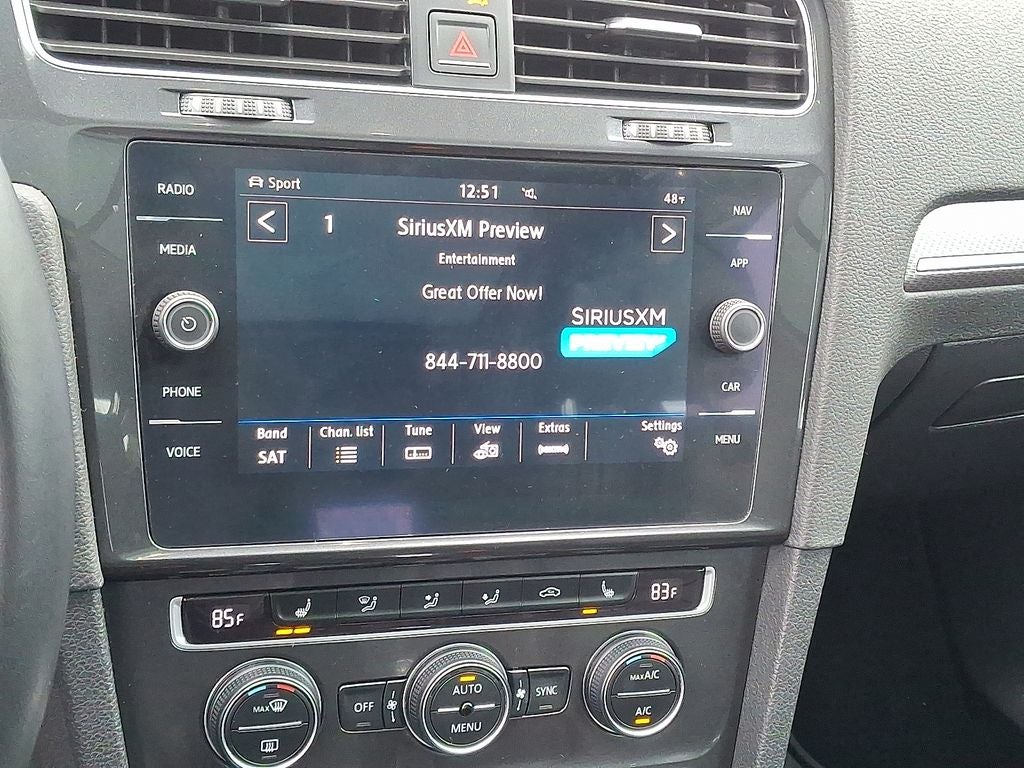 RADIO
MEDIA
PHONE
VOICE
Sport
12:51
48°F
1
SiriusXM Preview
Entertainment
Great Offer Now!
SIRIUSXM
PREVIEW
844-711-8800
Band
SAT
Chan. list
Tune
View
Extras
Settings
NAV
APP
CAR
MENU
85F
83F
MAX
OFF
AUTO
MENU
SYNC
MAX A/C
A/C